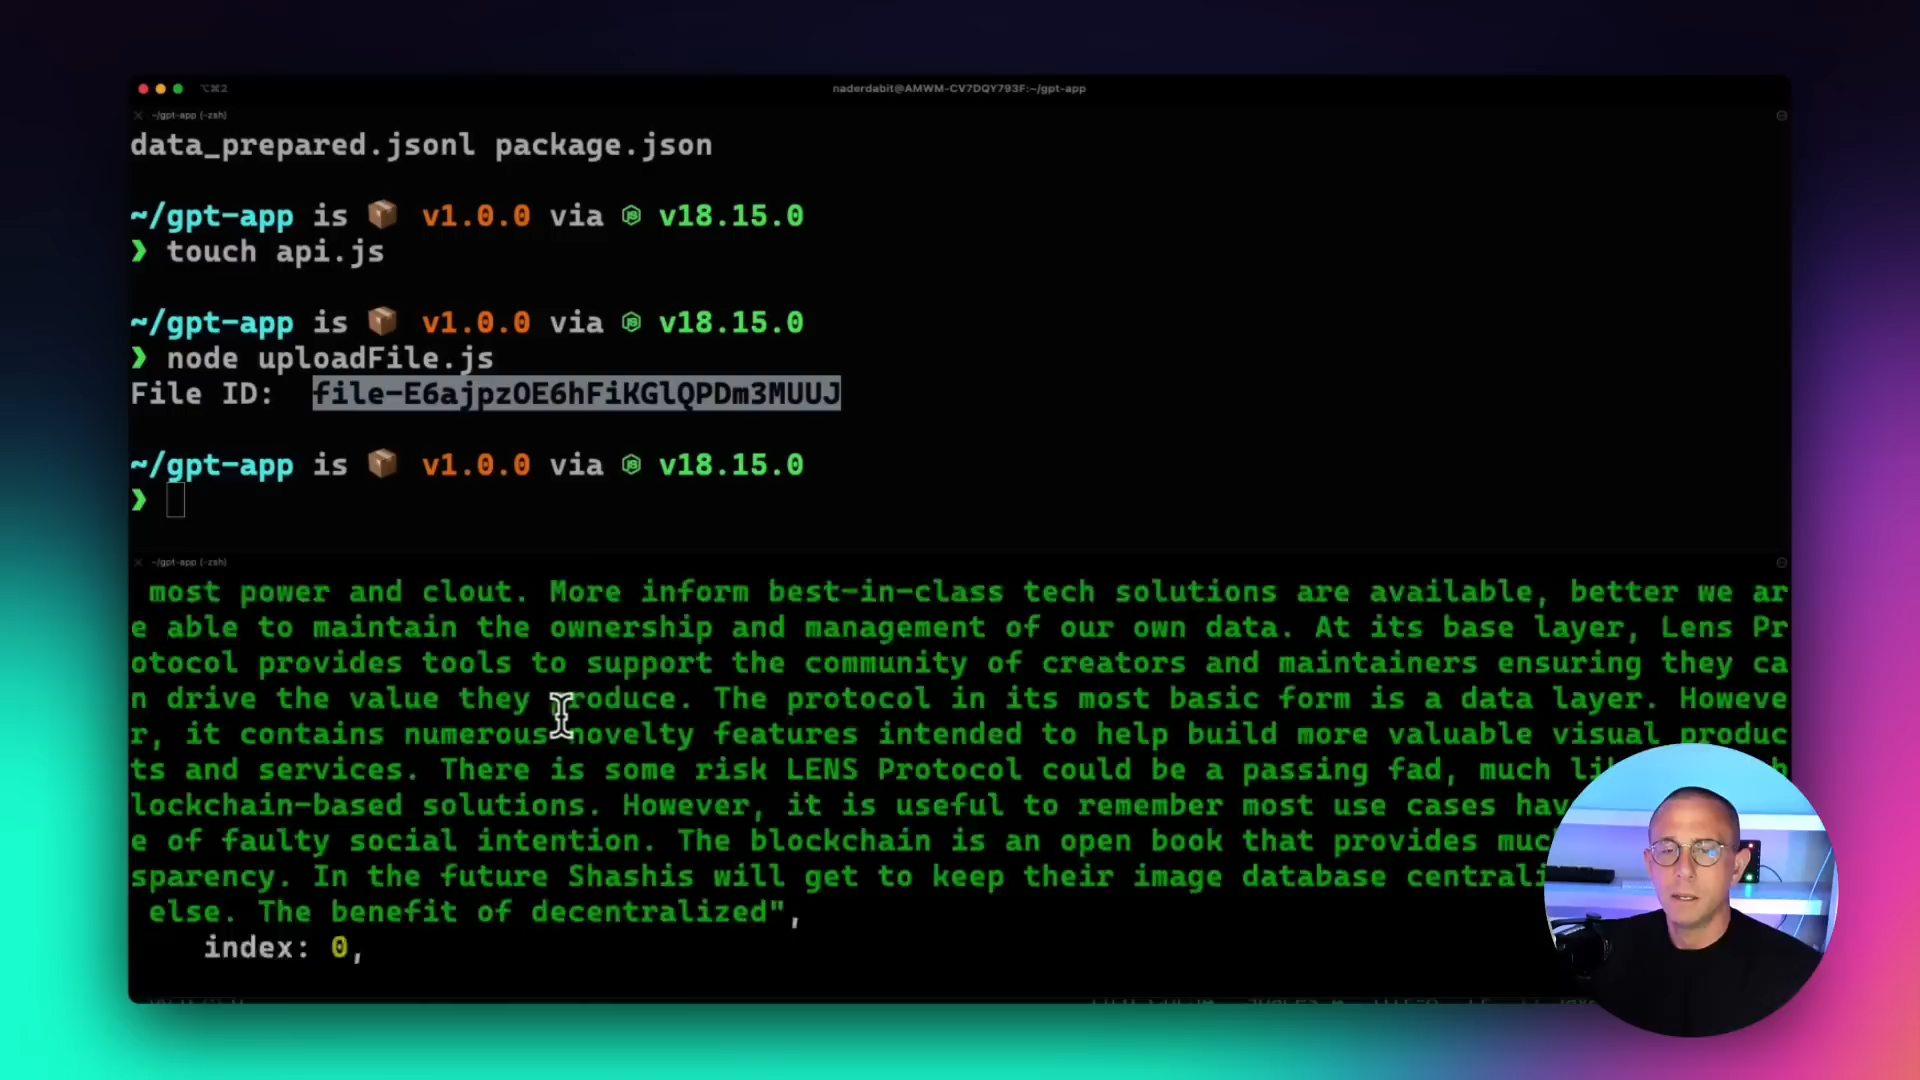 ⌥⌘2
naderdabit@AMWM-CV7DQY793F:~/gpt-app
~/gpt-app (-zsh)
data_prepared.jsonl package.json
~/gpt-app is 📦 v1.0.0 via v18.15.0
❯ touch api.js
~/gpt-app is 📦 v1.0.0 via v18.15.0
❯ node uploadFile.js
File ID: file-E6ajpzOE6hFiKGlQPDm3MUUJ
~/gpt-app is 📦 v1.0.0 via v18.15.0
❯
~/gpt-app (-zsh)
most power and clout. More inform best-in-class tech solutions are available, better we ar
e able to maintain the ownership and management of our own data. At its base layer, Lens Pr
otocol provides tools to support the community of creators and maintainers ensuring they ca
n drive the value they produce. The protocol in its most basic form is a data layer. Howeve
r, it contains numerous novelty features intended to help build more valuable visual produc
ts and services. There is some risk LENS Protocol could be a passing fad, much
lockchain-based solutions. However, it is useful to remember most use cases
e of faulty social intention. The blockchain is an open book that provides
sparency. In the future Shashis will get to keep their image database
else. The benefit of decentralized",
index: 0,